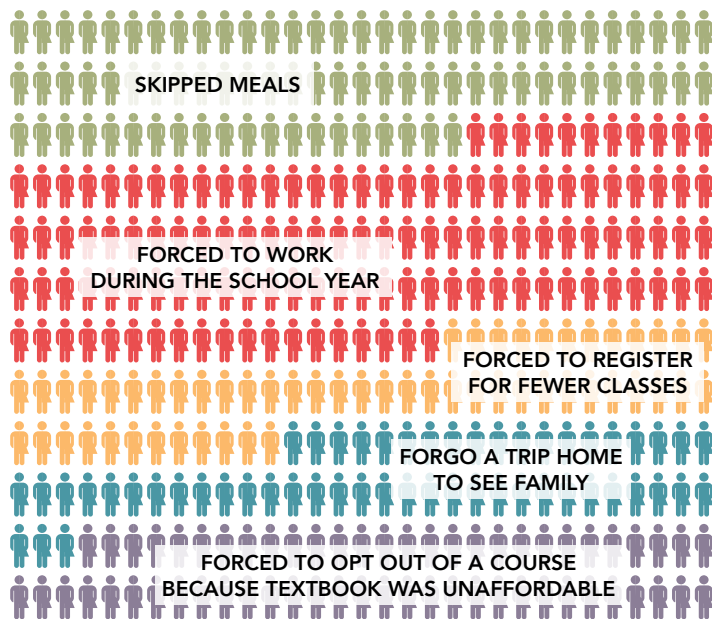 SKIPPED MEALS
FORCED TO WORK
DURING THE SCHOOL YEAR
FORCED TO REGISTER
FOR FEWER CLASSES
FORGO A TRIP HOME
TO SEE FAMILY
FORCED TO OPT OUT OF A COURSE
BECAUSE TEXTBOOK WAS UNAFFORDABLE